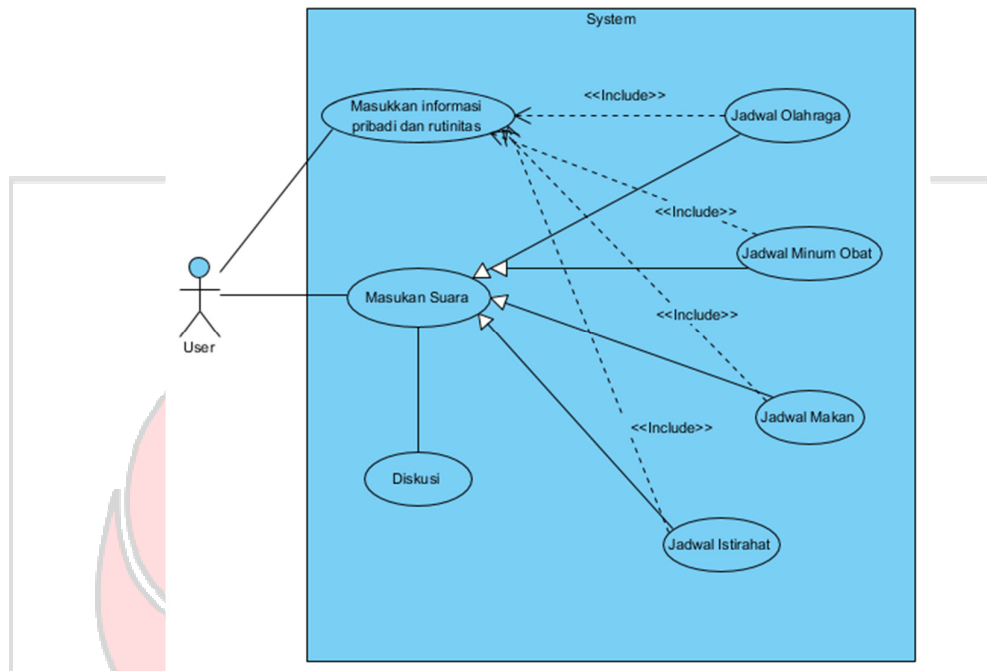 System
Masukkan informasi
pribadi dan rutinitas
<<Include>>
Jadwal Olahraga
<<Include>>
Jadwal Minum Obat
Masukan Suara
<<Include>>
User
Jadwal Makan
<<Include>>
Diskusi
Jadwal Istirahat